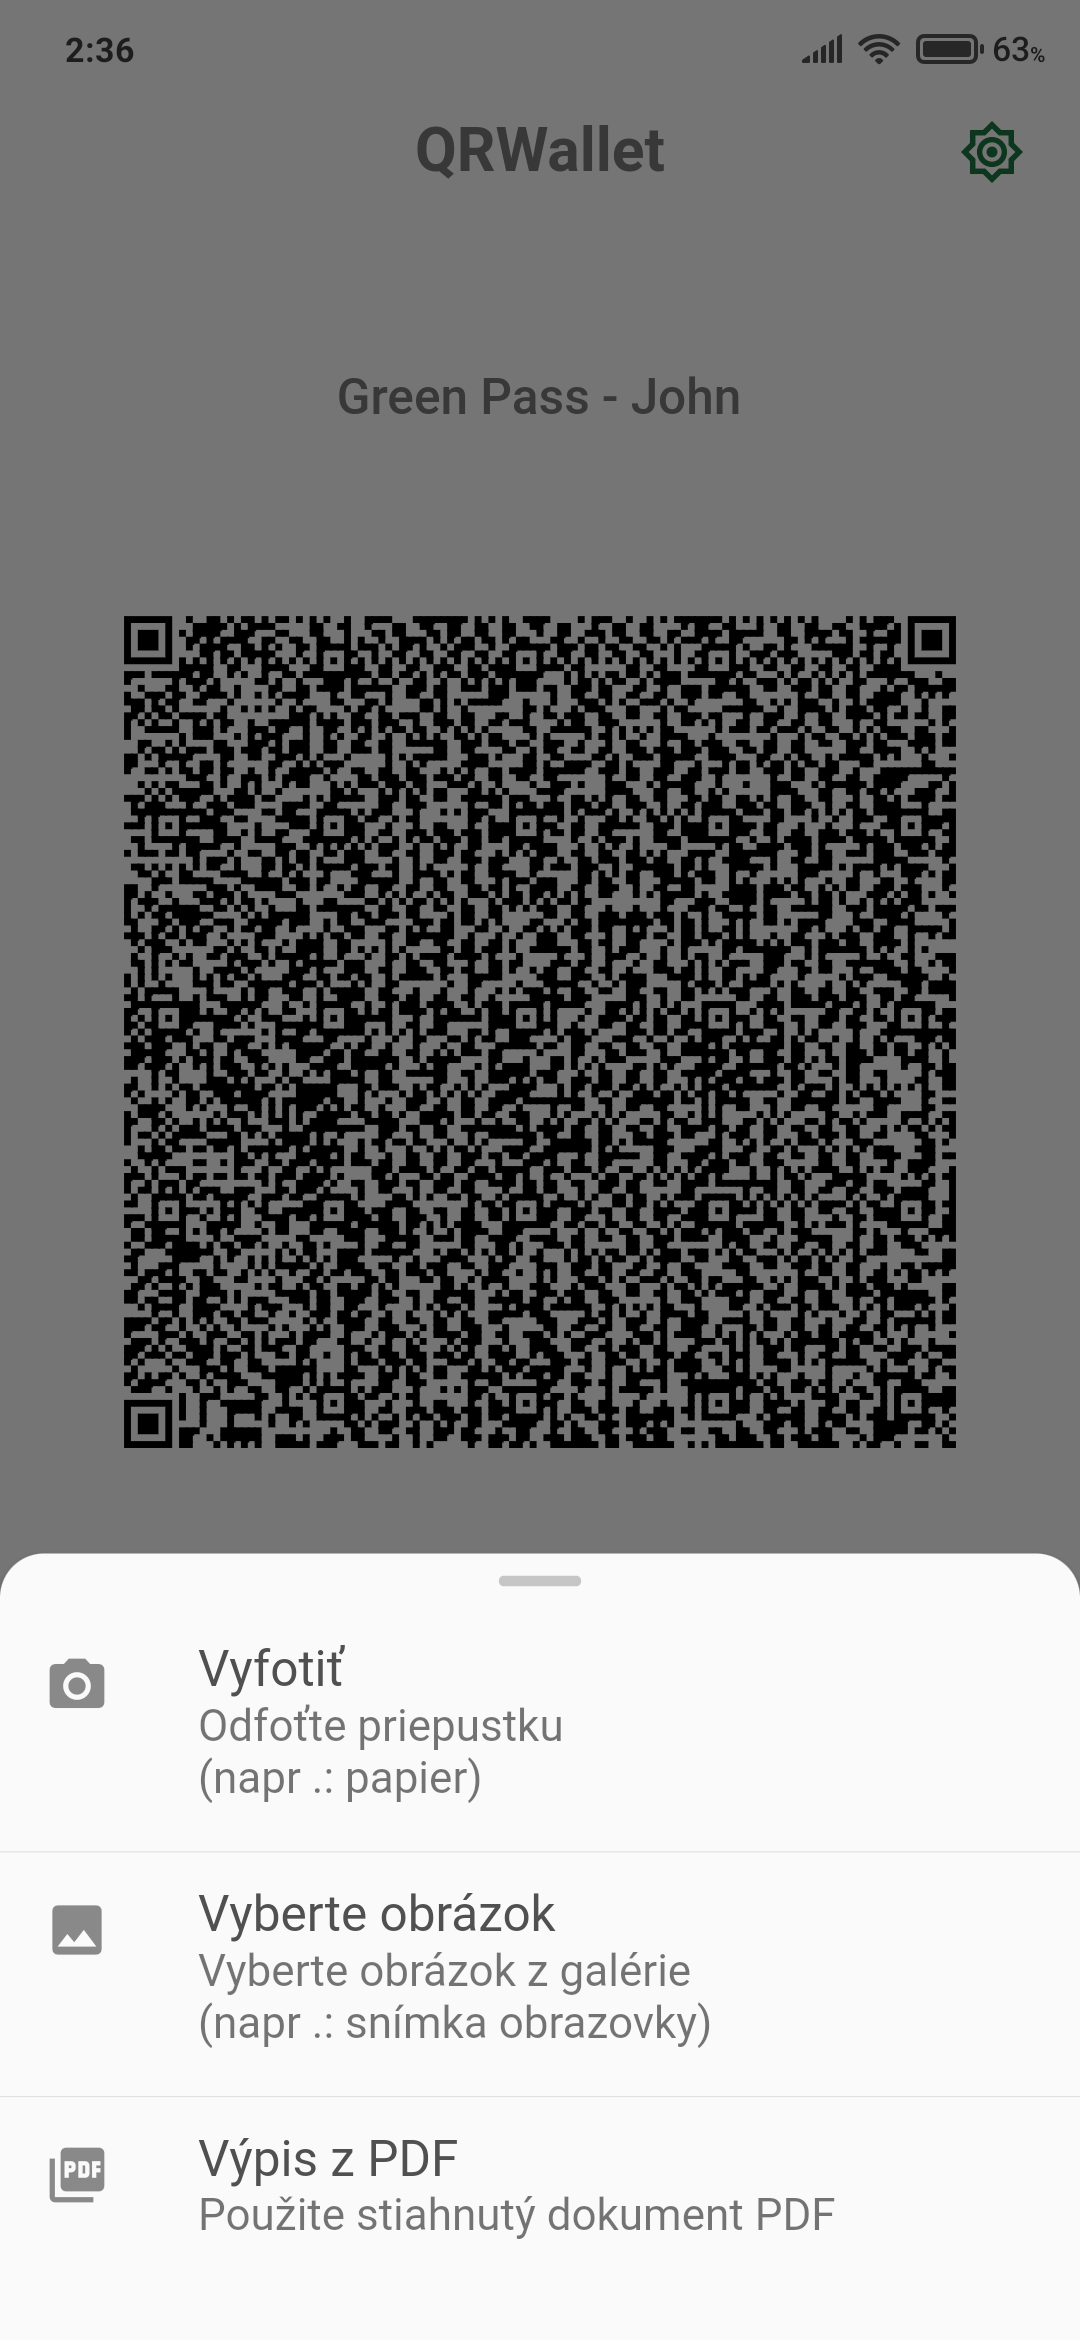 2:36
63%
QRWallet
Green Pass - John
Vyfotiť
Odfoťte priepustku
(napr .: papier)
Vyberte obrázok
Vyberte obrázok z galérie
(napr .: snímka obrazovky)
PDF
Výpis z PDF
Použite stiahnutý dokument PDF